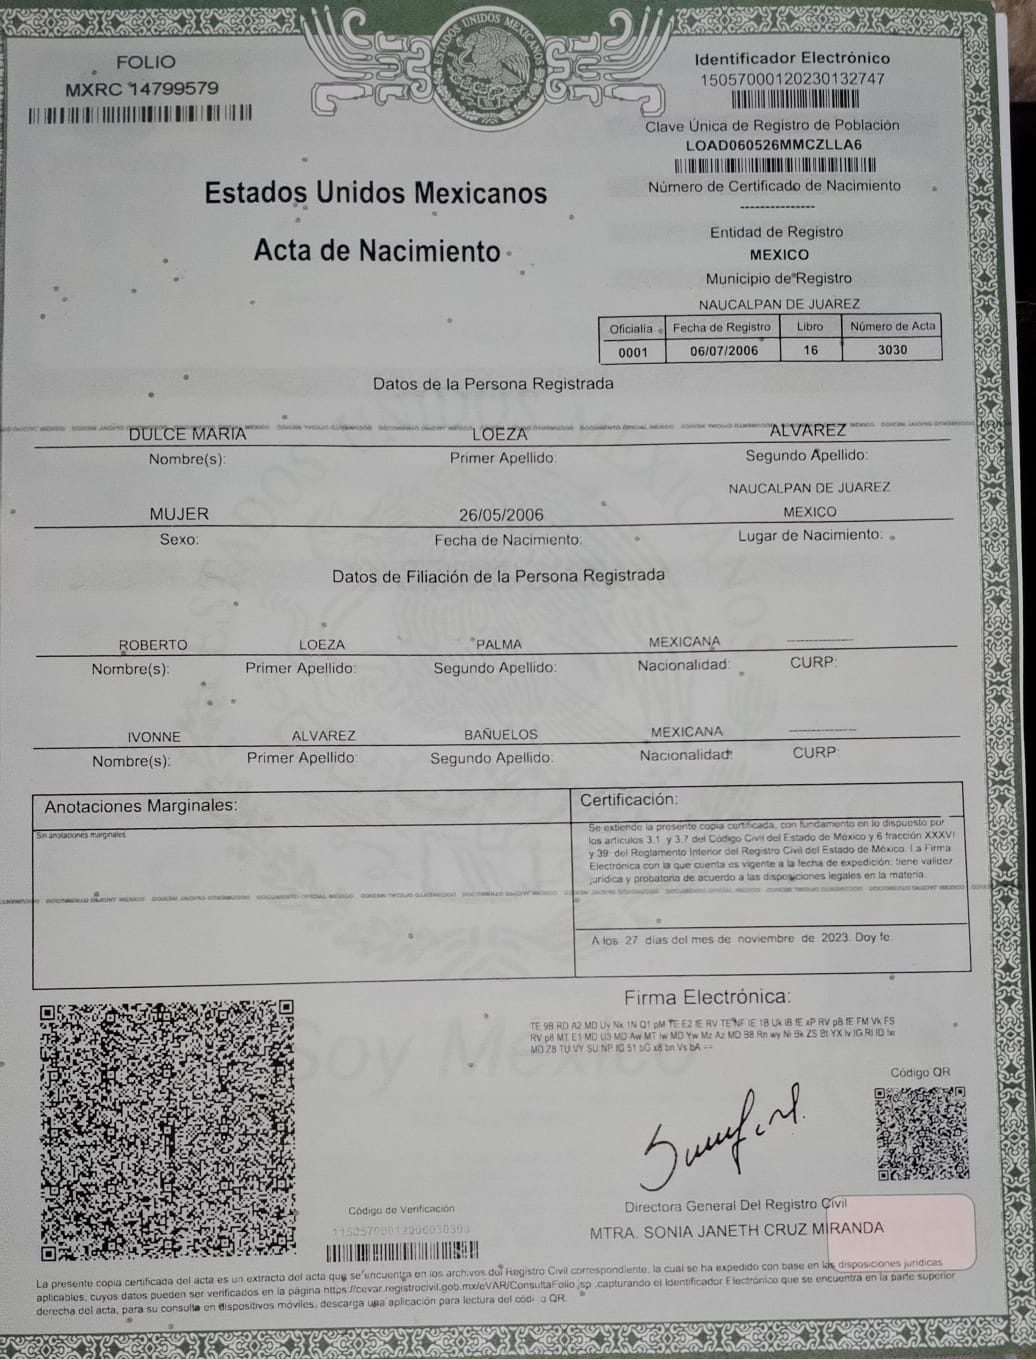 ESTADOS UNIDOS MEXICANOS
FOLIO
MXRC 14799579
Identificador Electrónico
15057000120230132747
Clave Única de Registro de Población
LOAD060526MMCZLLA6
Número de Certificado de Nacimiento
---------------
Estados Unidos Mexicanos
Acta de Nacimiento
Entidad de Registro
MEXICO
Municipio de Registro
NAUCALPAN DE JUAREZ
Oficialía Fecha de Registro Libro Número de Acta
0001 06/07/2006 16 3030
Datos de la Persona Registrada
DULCE MARIA LOEZA ALVAREZ
Nombre(s): Primer Apellido: Segundo Apellido:
NAUCALPAN DE JUAREZ
MUJER 26/05/2006 MEXICO
Sexo: Fecha de Nacimiento: Lugar de Nacimiento:
Datos de Filiación de la Persona Registrada
ROBERTO LOEZA PALMA MEXICANA ---------------
Nombre(s): Primer Apellido: Segundo Apellido: Nacionalidad: CURP:
IVONNE ALVAREZ BAÑUELOS MEXICANA ---------------
Nombre(s): Primer Apellido: Segundo Apellido: Nacionalidad: CURP:
Anotaciones Marginales:
Sin anotaciones marginales
Certificación:
Se extiende la presente copia certificada, con fundamento en lo dispuesto por
los artículos 3.1 y 3.7 del Código Civil del Estado de México y 6 fracción XXXVI
y 39 del Reglamento Interior del Registro Civil del Estado de México. La Firma
Electrónica con la que cuenta es vigente a la fecha de expedición; tiene validez
jurídica y probatoria de acuerdo a las disposiciones legales en la materia.
A los 27 días del mes de noviembre de 2023. Doy fe.
Firma Electrónica:
Soy México
Código QR
Código de Verificación
Directora General Del Registro Civil
MTRA. SONIA JANETH CRUZ MIRANDA
La presente copia certificada del acta es un extracto del acta que se encuentra en los archivos del Registro Civil correspondiente, la cual se ha expedido con base en las disposiciones jurídicas
aplicables, cuyos datos pueden ser verificados en la página https://cevar.registrocivil.gob.mx/eVAR/ConsultaFolio.jsp ,capturando el Identificador Electrónico que se encuentra en la parte superior
derecha del acta, para su consulta en dispositivos móviles, descarga una aplicación para lectura del código QR.